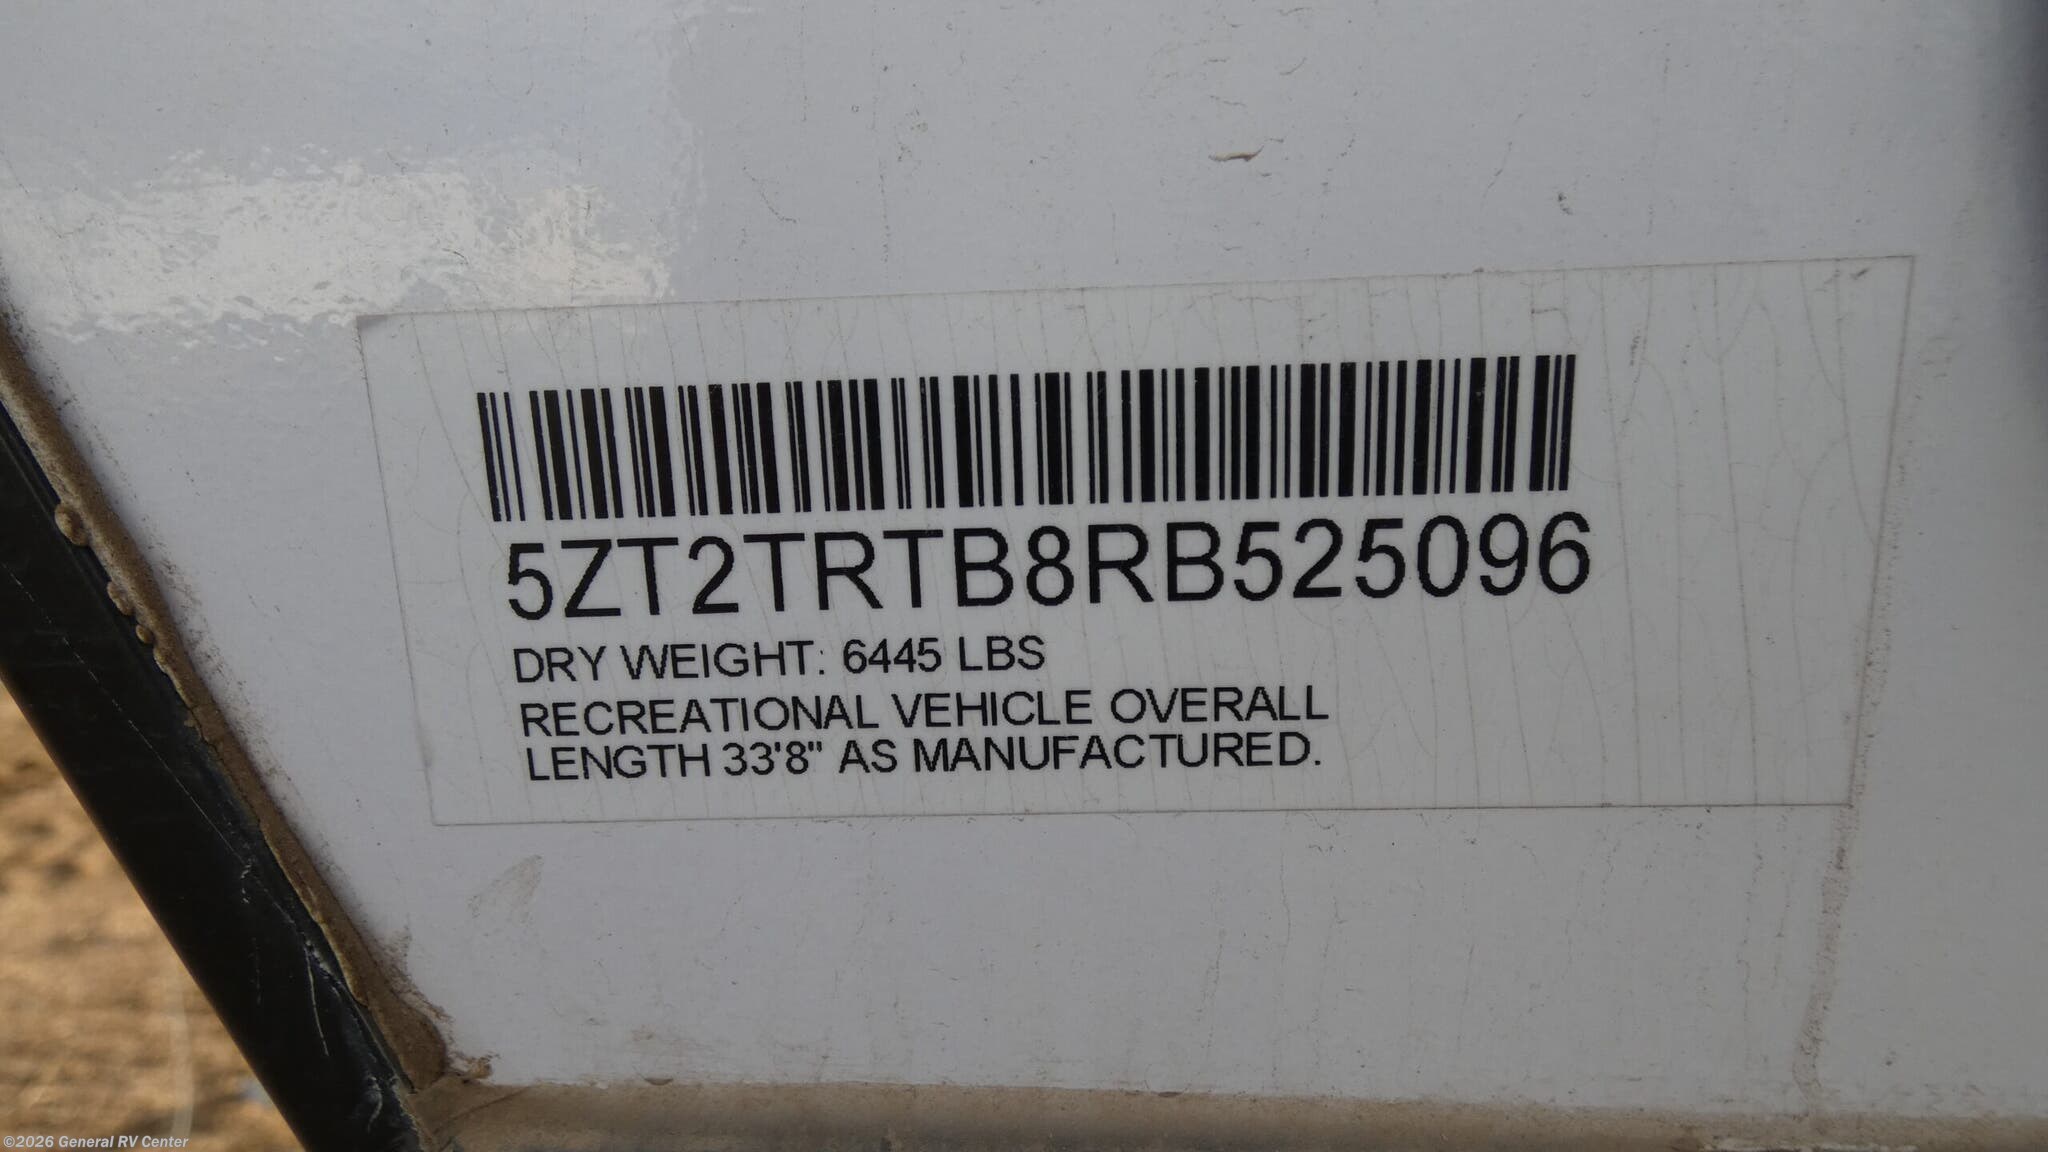 5ZT2TRTB8RB525096
DRY WEIGHT: 6445 LBS
RECREATIONAL VEHICLE OVERALL
LENGTH 33'8" AS MANUFACTURED.
©2026 General RV Center